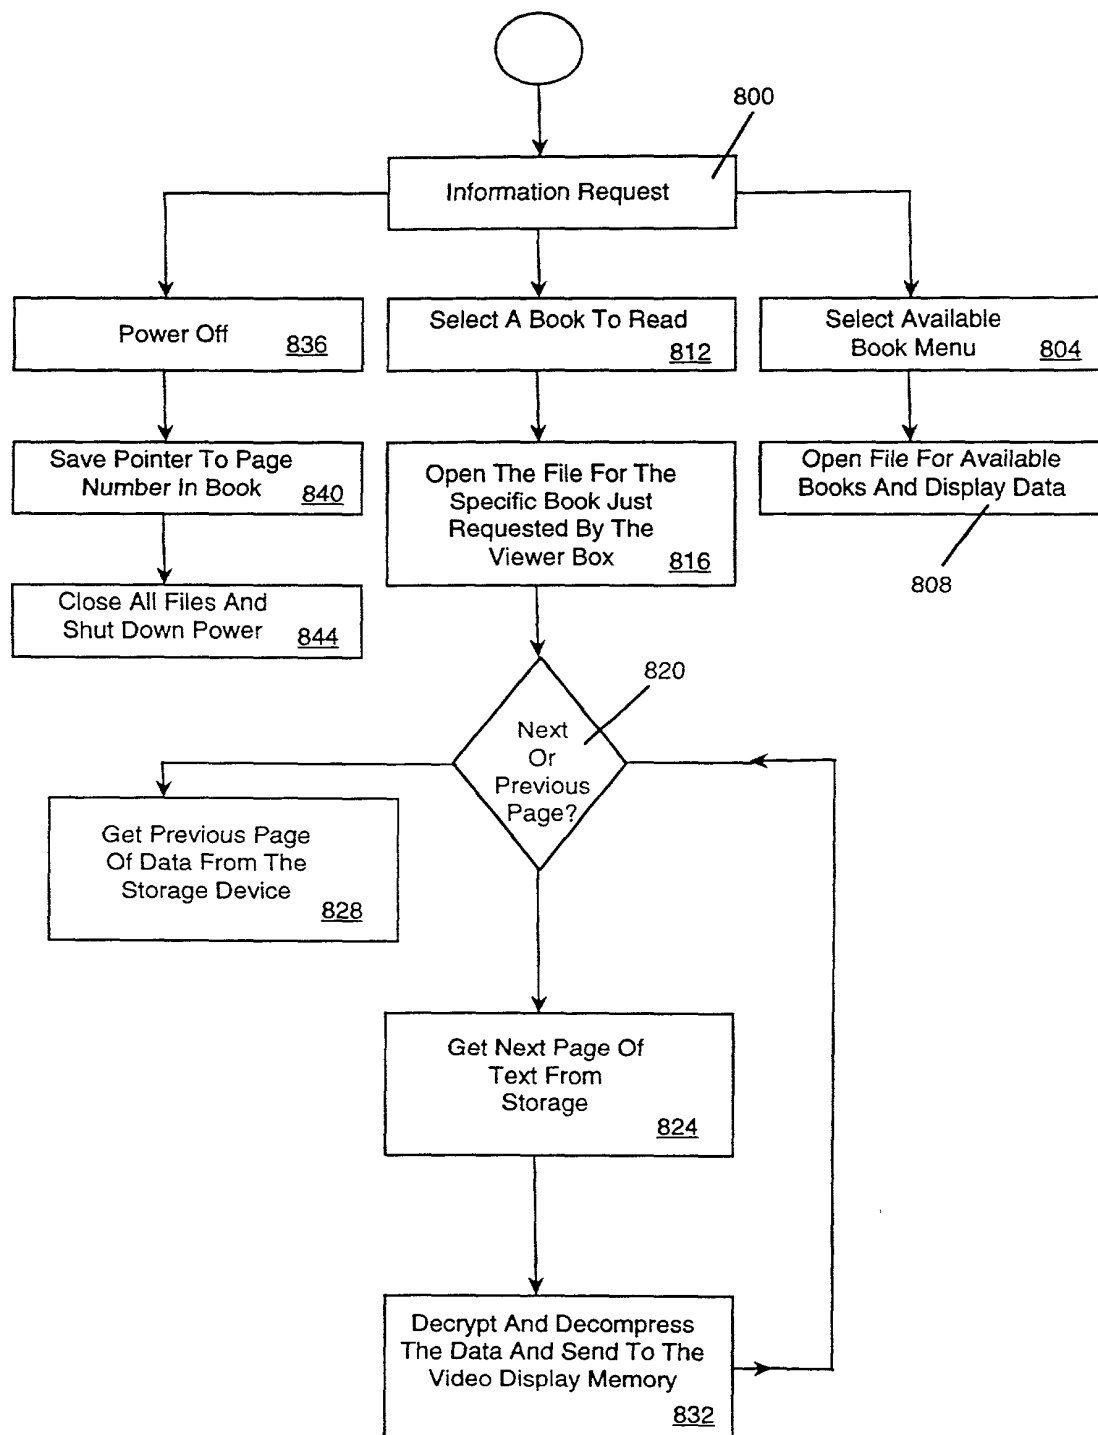 800
Information Request
Power Off
836
Select A Book To Read
812
Select Available
Book Menu
804
Save Pointer To Page
Number In Book
840
Open The File For The
Specific Book Just
Requested By The
Viewer Box
816
Open File For Available
Books And Display Data
808
Close All Files And
Shut Down Power
844
820
Next
Or
Previous
Page?
Get Previous Page
Of Data From The
Storage Device
828
Get Next Page Of
Text From
Storage
824
Decrypt And Decompress
The Data And Send To The
Video Display Memory
832